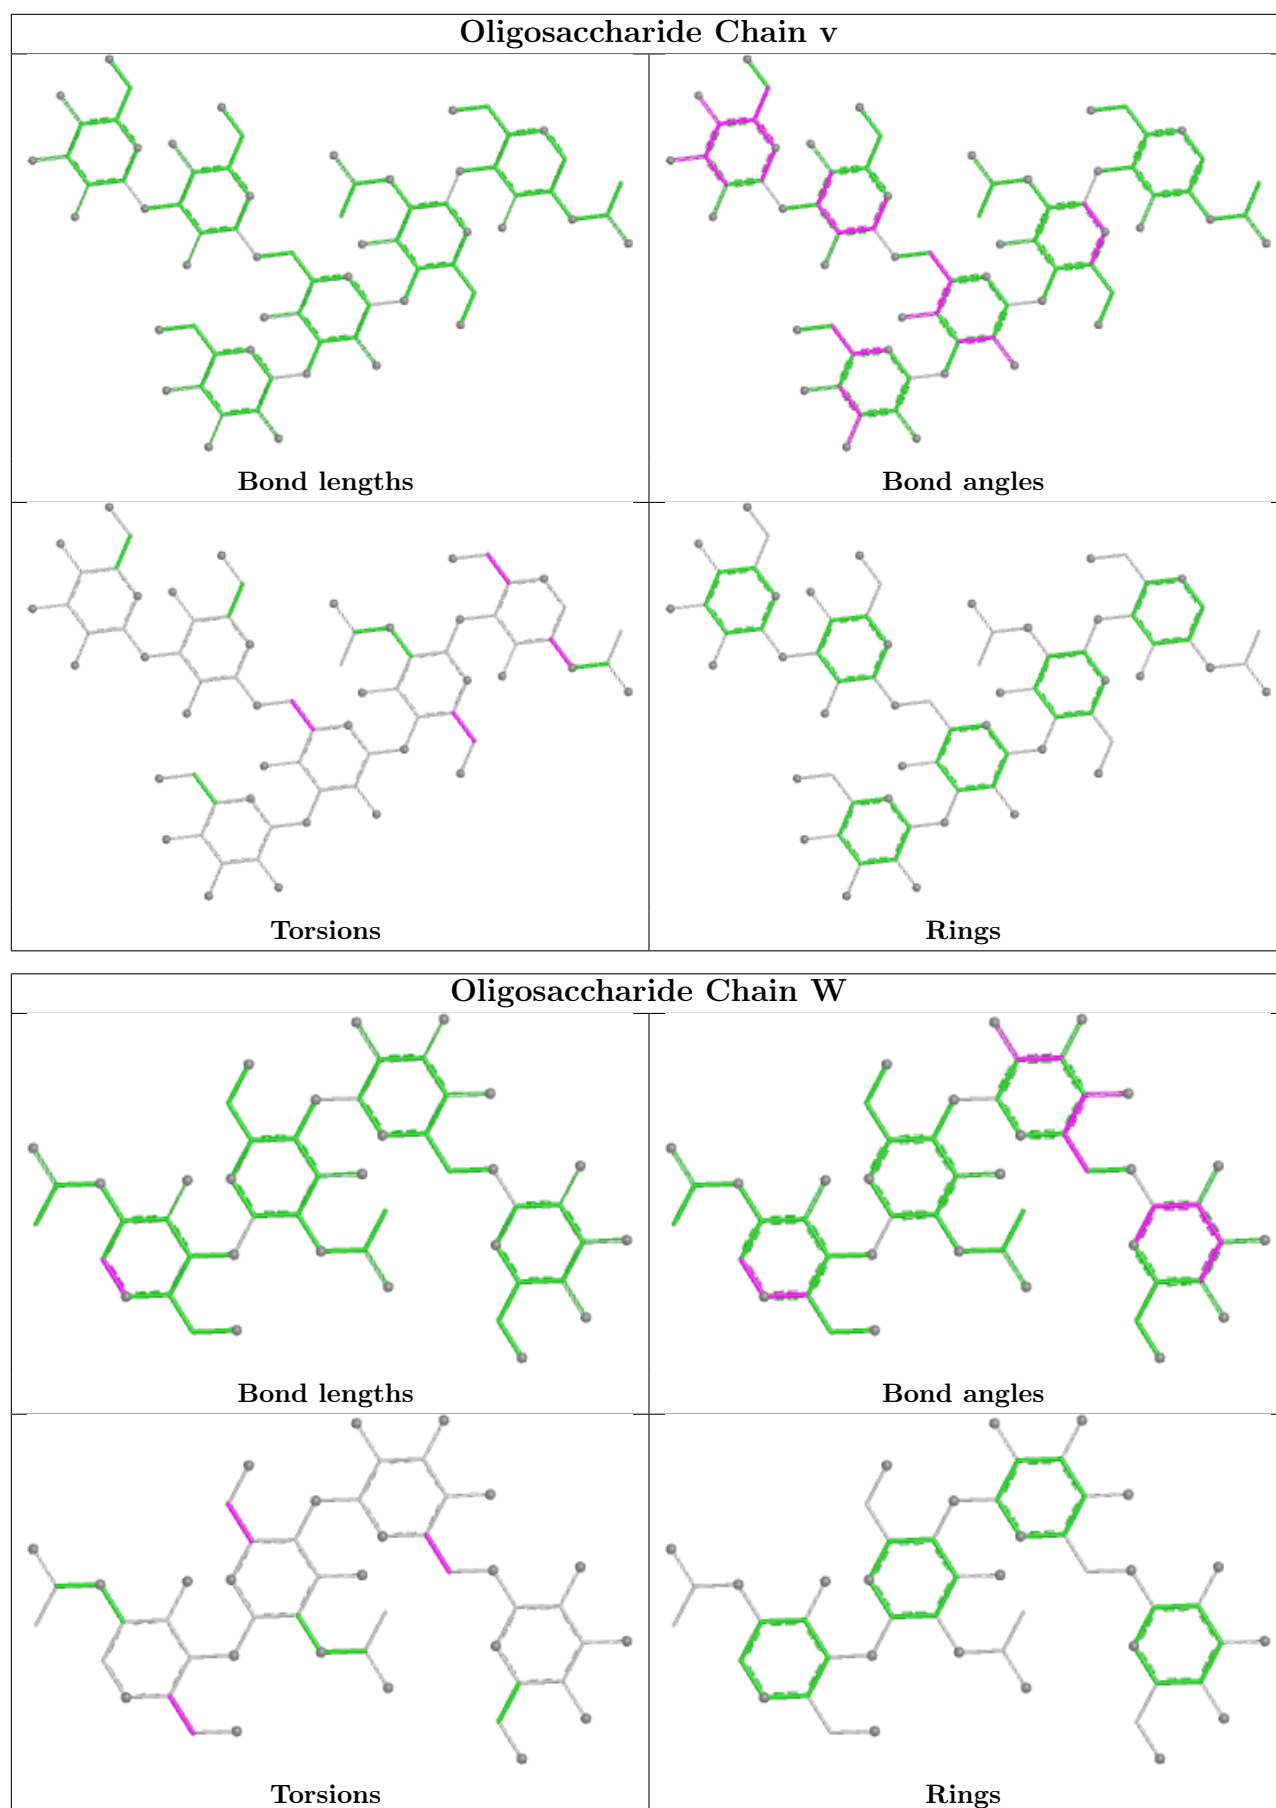 Oligosaccharide Chain v
Bond lengths
Bond angles
Torsions
Rings
Oligosaccharide Chain W
Bond lengths
Bond angles
Torsions
Rings